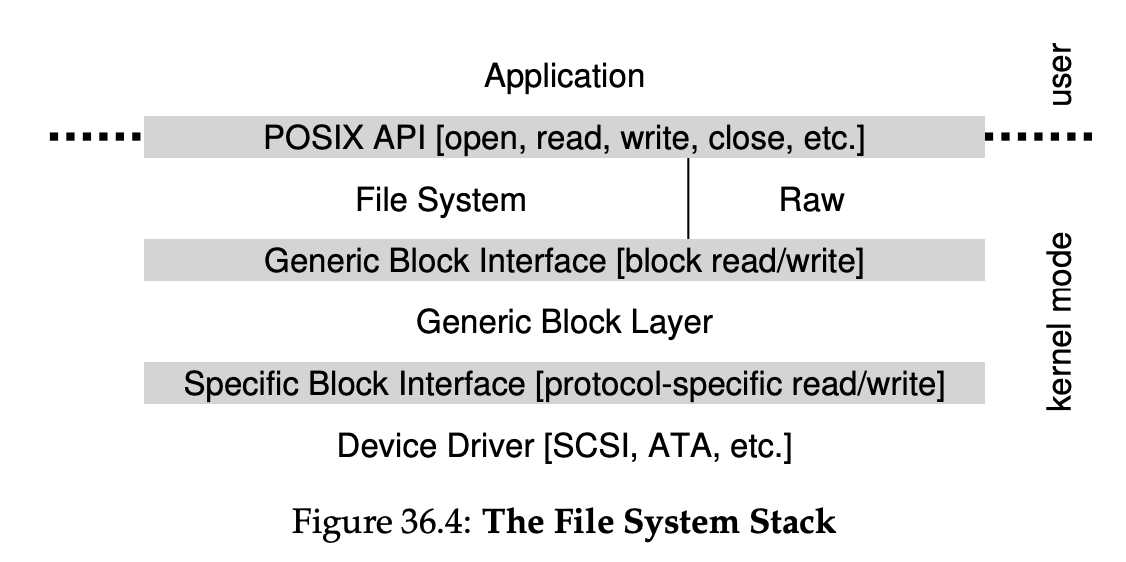 Application
user
POSIX API [open, read, write, close, etc.]
File System
Raw
Generic Block Interface [block read/write]
Generic Block Layer
kernel mode
Specific Block Interface [protocol-specific read/write]
Device Driver [SCSI, ATA, etc.]
Figure 36.4: The File System Stack